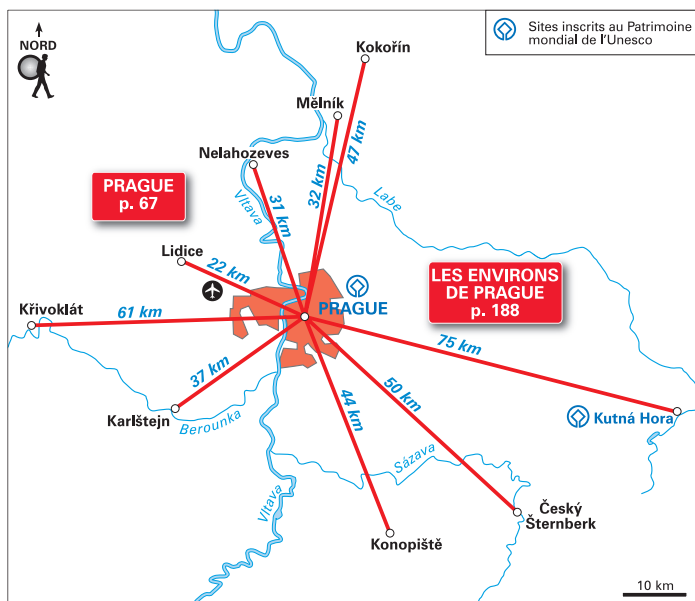 NORD
Sites inscrits au Patrimoine
mondial de l'Unesco
Kokořín
Mělník
47 km
32 km
Nelahozeves
31 km
Vltava
Labe
PRAGUE
p. 67
Lidice
22 km
LES ENVIRONS
DE PRAGUE
p. 188
PRAGUE
61 km
Křivoklát
75 km
37 km
50 km
44 km
Karlštejn
Berounka
Kutná Hora
Sázava
Vltava
Český
Šternberk
Konopiště
10 km